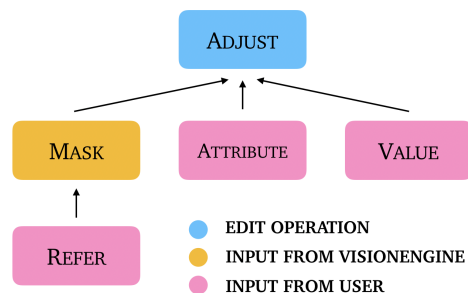 ADJUST
MASK
ATTRIBUTE
VALUE
REFER
EDIT OPERATION
INPUT FROM VISIONENGINE
INPUT FROM USER